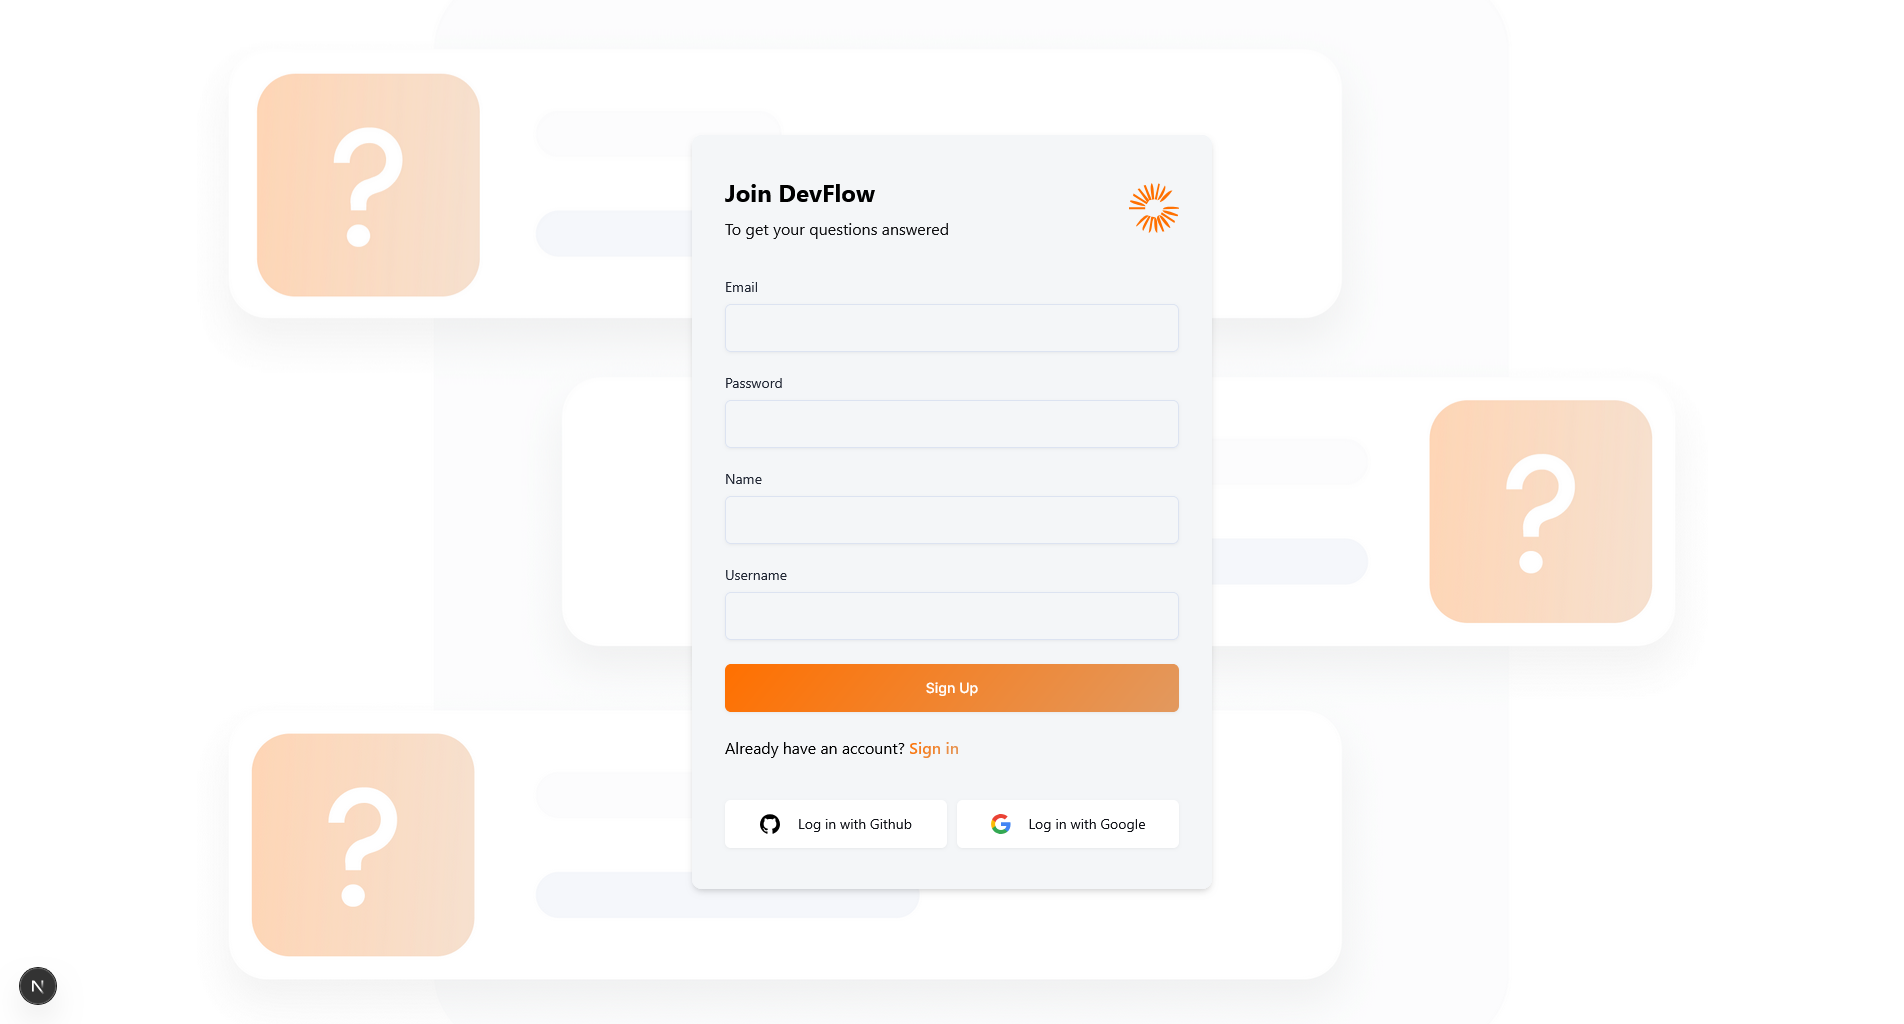 ?
Join DevFlow
To get your questions answered
Email
Password
?
Name
Username
Sign Up
Already have an account? Sign in
?
Log in with Github
Log in with Google
N